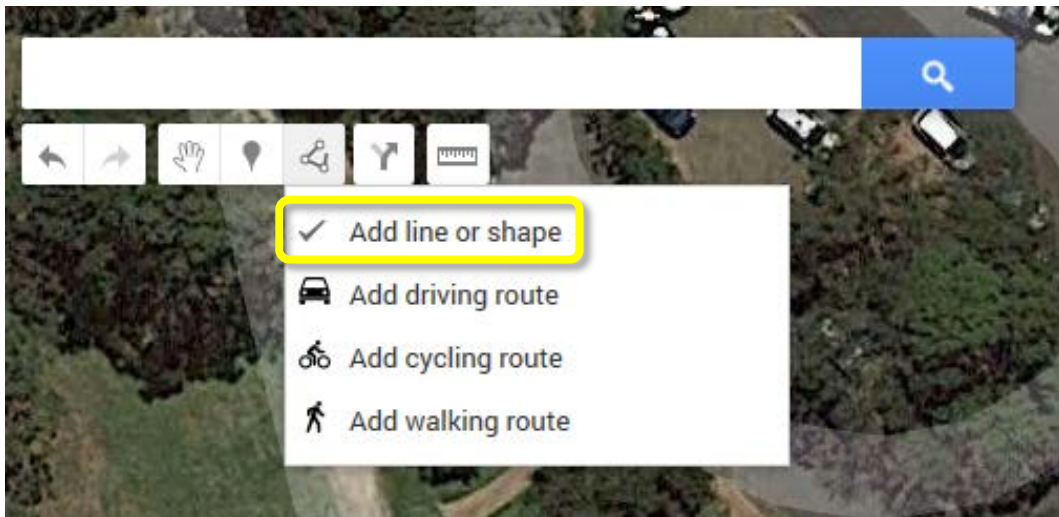 Add line or shape
Add driving route
Add cycling route
Add walking route